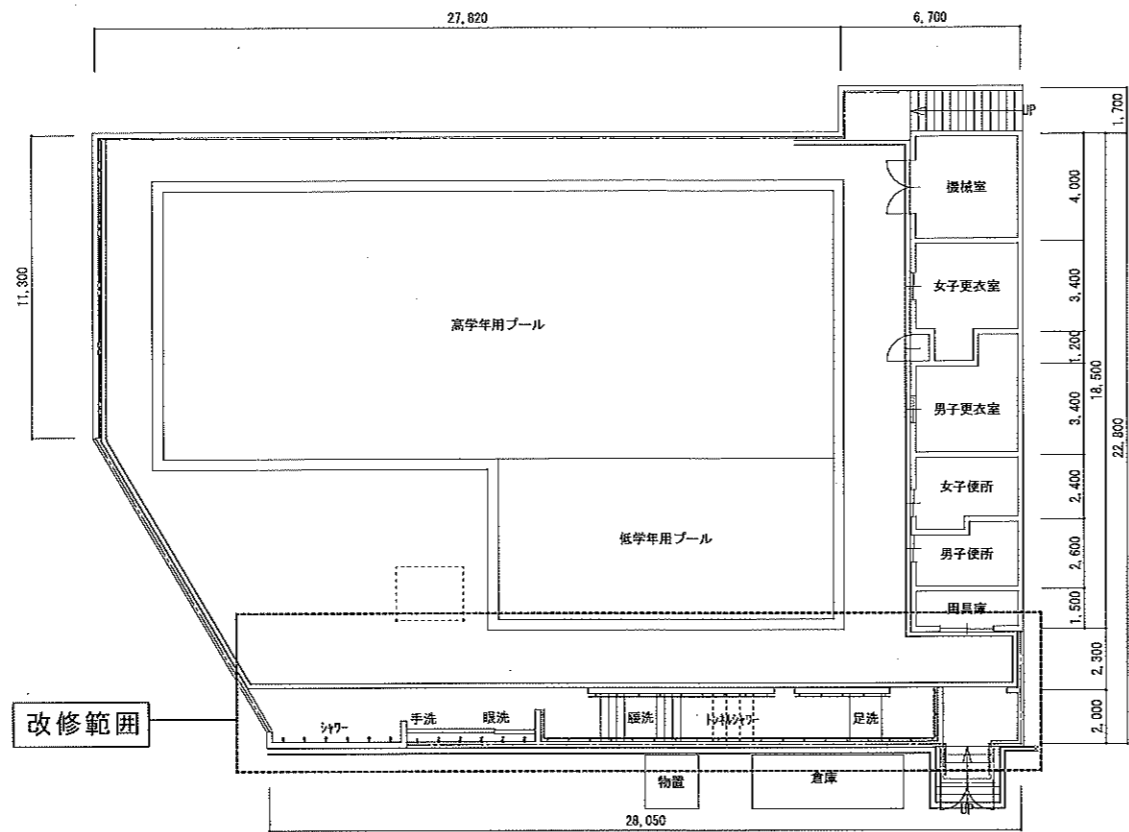 27,820
6,700
UP
1,700
11,300
機械室
4,000
女子更衣室
3,400
高学年用プール
1,200
18,500
男子更衣室
3,400
22,800
女子便所
2,400
低学年用プール
男子便所
2,600
用具庫
1,500
2,300
改修範囲
シャワー
手洗
眼洗
腰洗
トンネルシャワー
足洗
2,000
物置
倉庫
UP
28,050